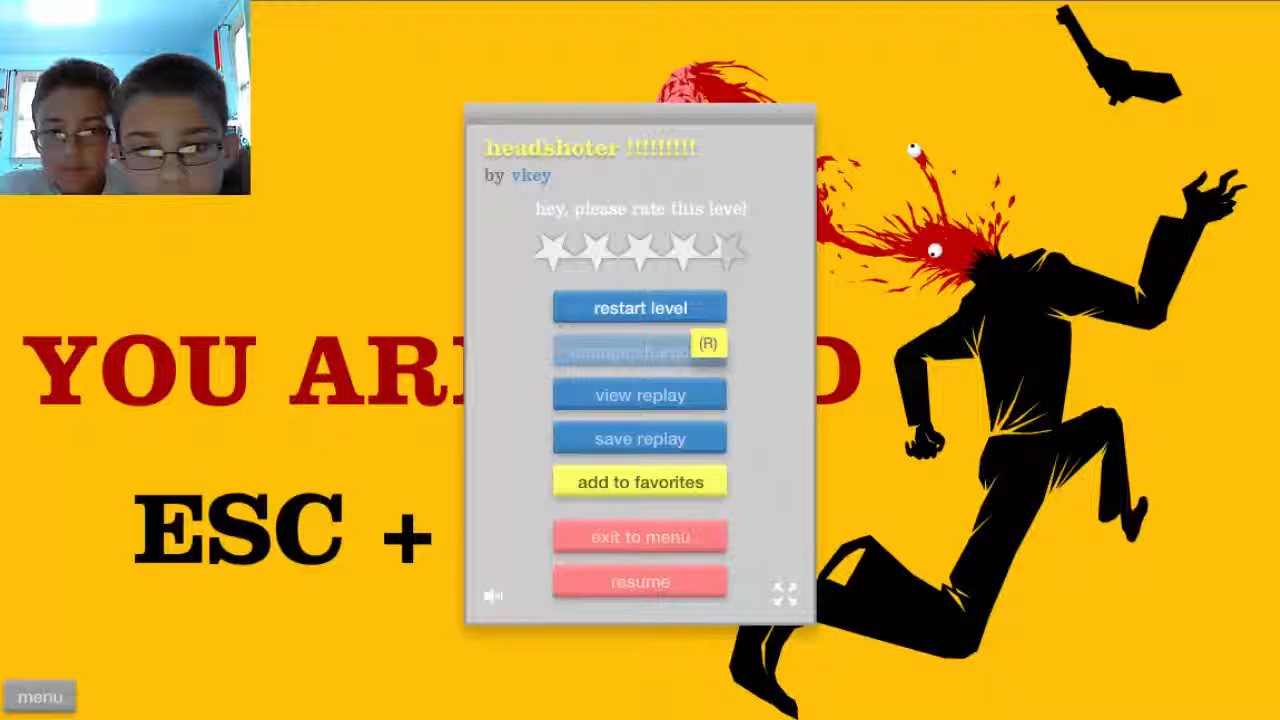 headshoter !!!!!!!!!
by vkey
hey, please rate this level
restart level
(R)
view replay
save replay
add to favorites
exit to menu
resume
YOU ARE
D
ESC +
menu